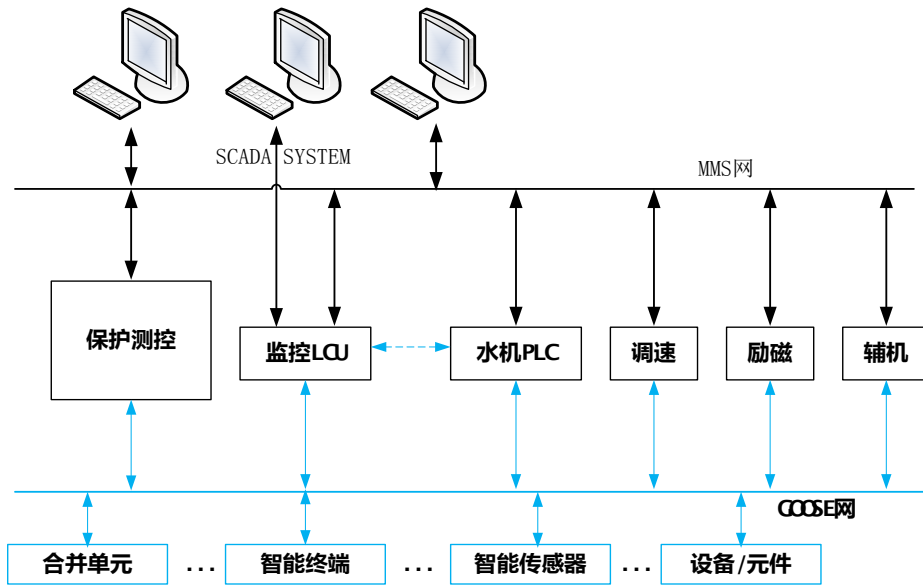 SCADA SYSTEM
MMS网
保护测控
监控LCU
水机PLC
调速
励磁
辅机
GOOSE网
合并单元 ... 智能终端 ... 智能传感器 ... 设备/元件